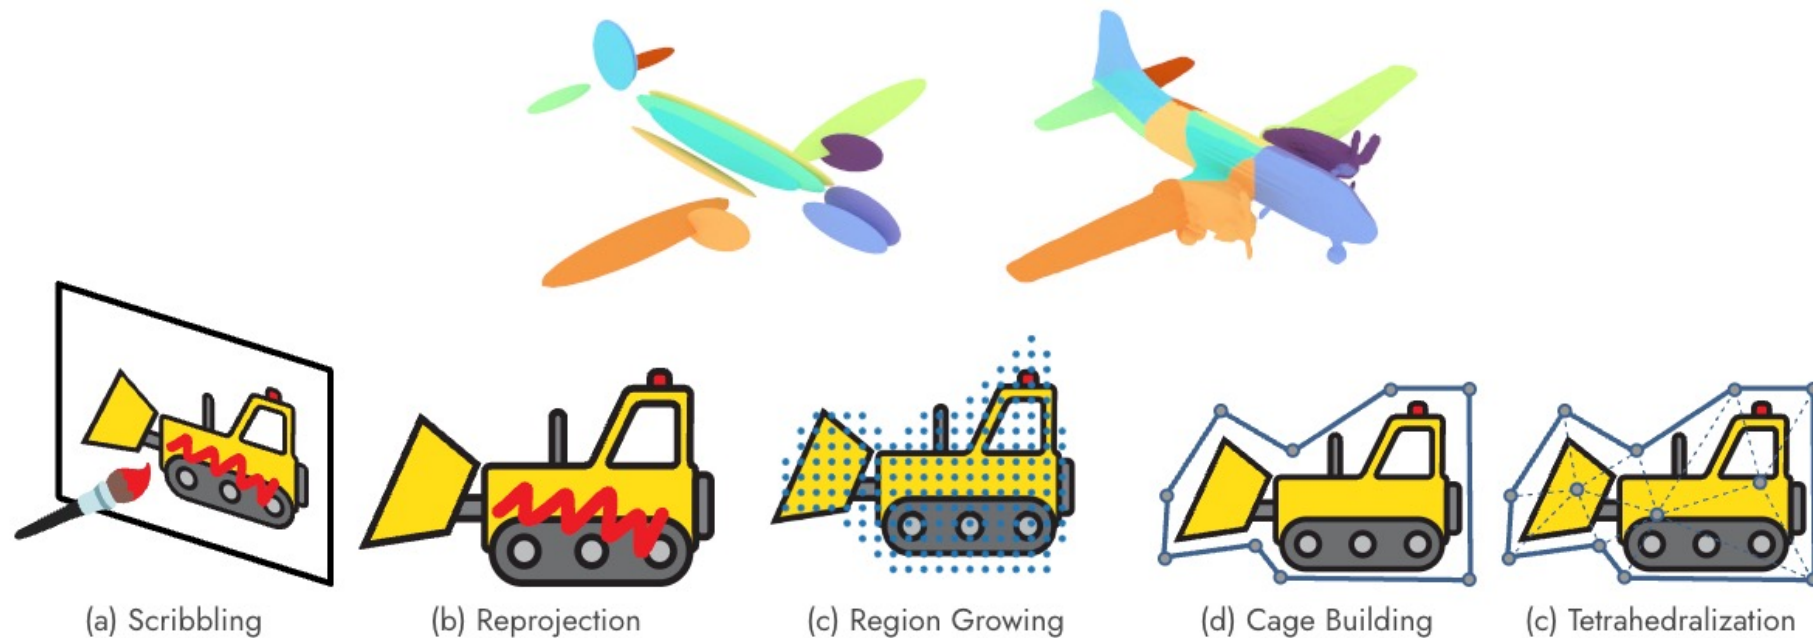 (a) Scribbling
(b) Reprojection
(c) Region Growing
(d) Cage Building
(c) Tetrahedralization